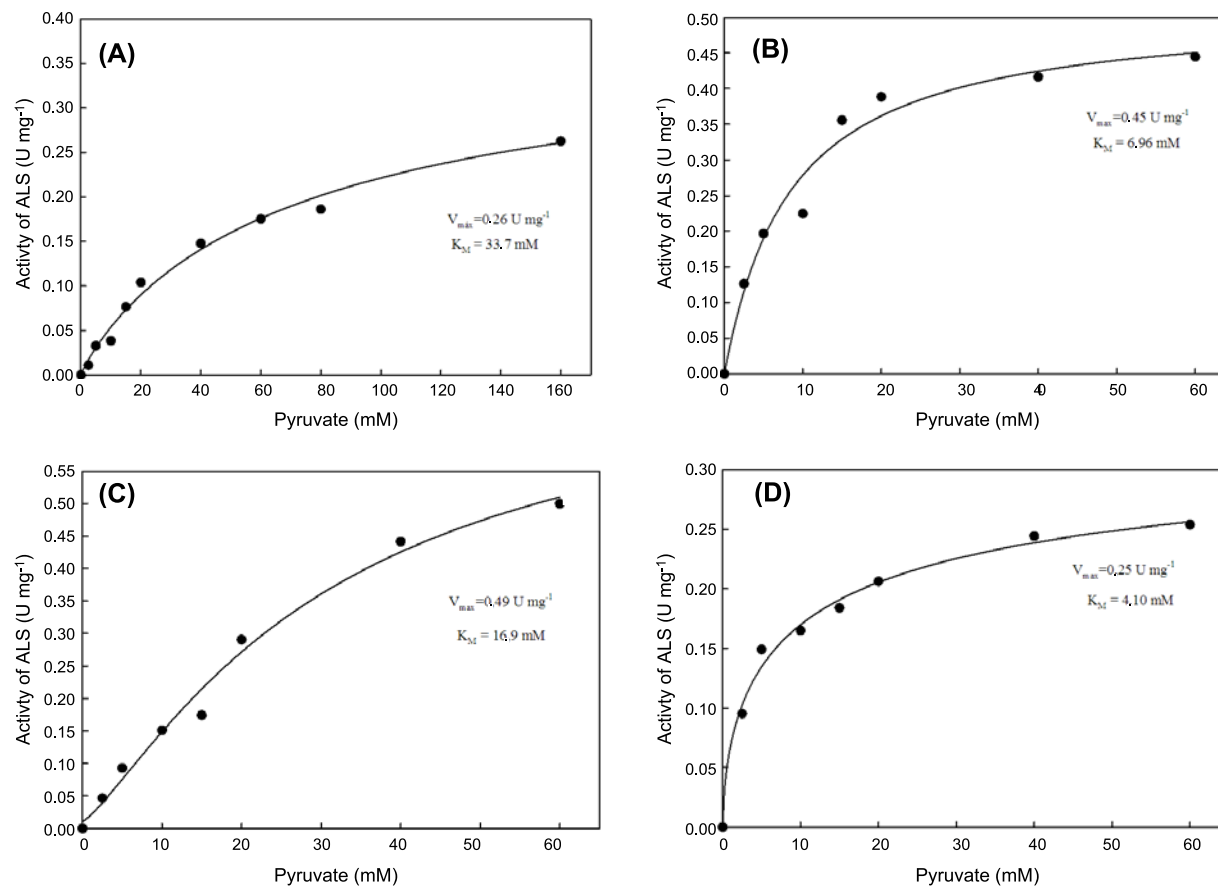 (A)
Activty of ALS (U mg-1)
0.40
0.35
0.30
0.25
0.20
0.15
0.10
0.05
0.00
Vmáx=0.26 U mg-1
KM = 33.7 mM
0 20 40 60 80 100 120 140 160
Pyruvate (mM)
(B)
Activty of ALS (U mg-1)
0.50
0.45
0.40
0.35
0.30
0.25
0.20
0.15
0.10
0.05
0.00
Vmáx=0.45 U mg-1
KM = 6.96 mM
0 10 20 30 40 50 60
Pyruvate (mM)
(C)
Activty of ALS (U mg-1)
0.55
0.50
0.45
0.40
0.35
0.30
0.25
0.20
0.15
0.10
0.05
0.00
Vmáx=0.49 U mg-1
KM = 16.9 mM
0 10 20 30 40 50 60
Pyruvate (mM)
(D)
Activty of ALS (U mg-1)
0.30
0.25
0.20
0.15
0.10
0.05
0.00
Vmáx=0.25 U mg-1
KM = 4.10 mM
0 10 20 30 40 50 60
Pyruvate (mM)